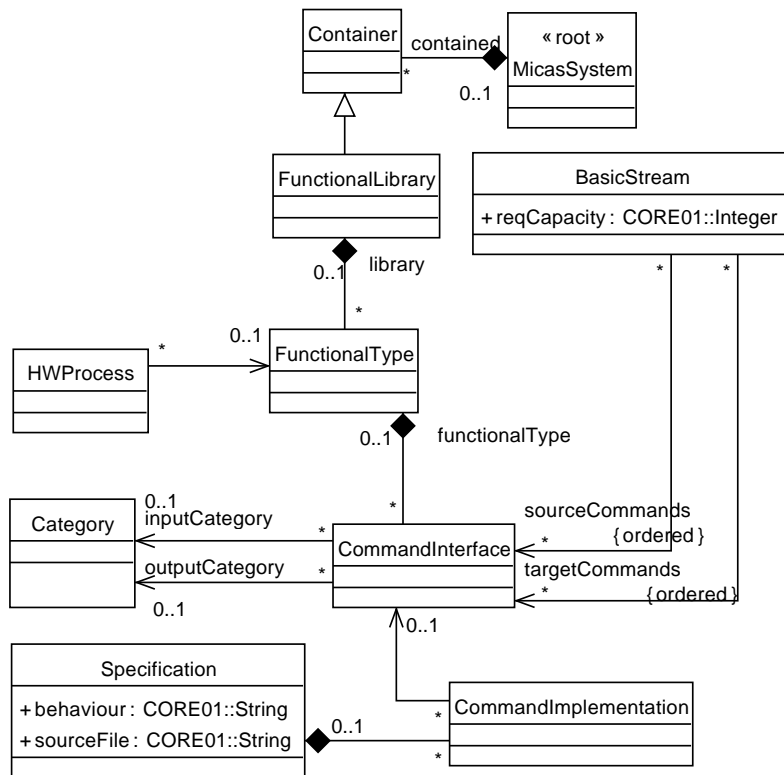 Container
contained
*
0..1
« root »
MicasSystem
FunctionalLibrary
0..1
library
*
BasicStream
+ reqCapacity : CORE01::Integer
*
*
HWProcess
*
0..1
FunctionalType
0..1
functionalType
*
Category
0..1
inputCategory
*
outputCategory
*
0..1
CommandInterface
sourceCommands
*
{ordered}
targetCommands
*
{ordered}
0..1
Specification
+ behaviour : CORE01::String
+ sourceFile : CORE01::String
0..1
*
*
CommandImplementation